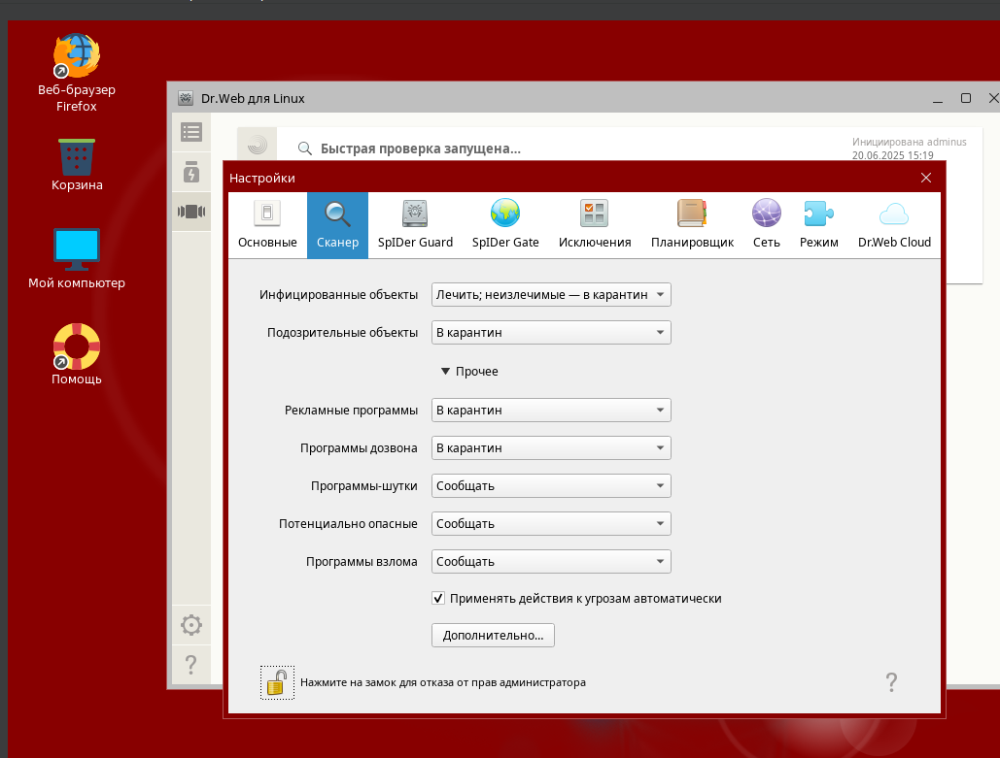 Веб-браузер
Firefox
Корзина
Мой компьютер
Помощь
Dr.Web для Linux
Быстрая проверка запущена...
Инициирована adminus
20.06.2025 15:19
Настройки
Основные
Сканер
SpIDer Guard
SpIDer Gate
Исключения
Планировщик
Сеть
Режим
Dr.Web Cloud
Инфицированные объекты
Лечить; неизлечимые — в карантин
Подозрительные объекты
В карантин
Прочее
Рекламные программы
В карантин
Программы дозвона
В карантин
Программы-шутки
Сообщать
Потенциально опасные
Сообщать
Программы взлома
Сообщать
Применять действия к угрозам автоматически
Дополнительно...
Нажмите на замок для отказа от прав администратора
?
?